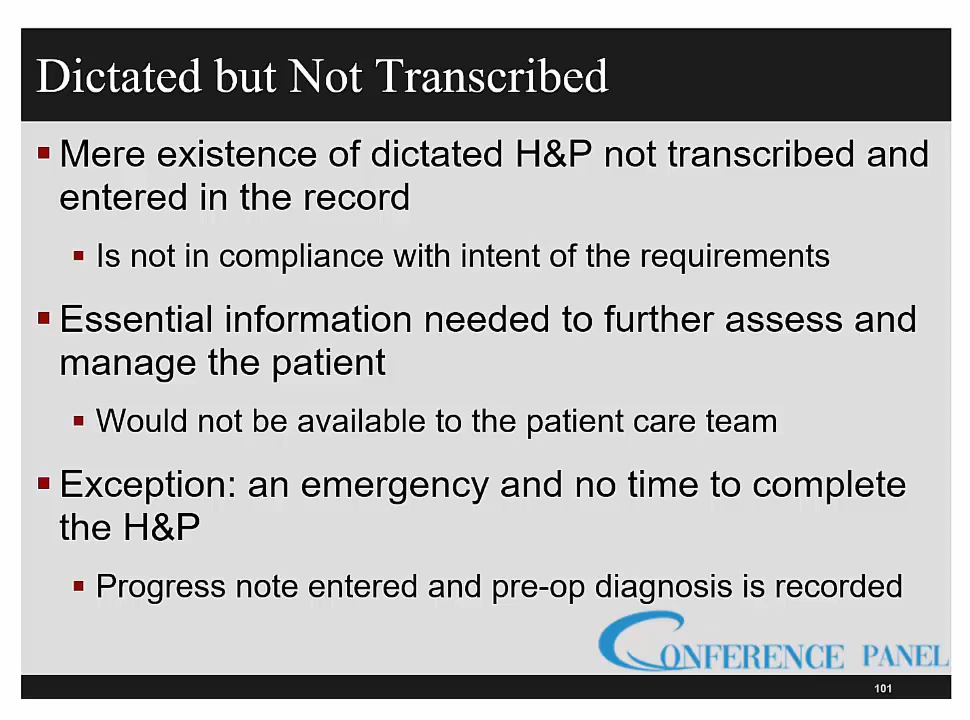 Dictated but Not Transcribed
Mere existence of dictated H&P not transcribed and
entered in the record
Is not in compliance with intent of the requirements
Essential information needed to further assess and
manage the patient
Would not be available to the patient care team
Exception: an emergency and no time to complete
the H&P
Progress note entered and pre-op diagnosis is recorded
CONFERENCE PANEL
101